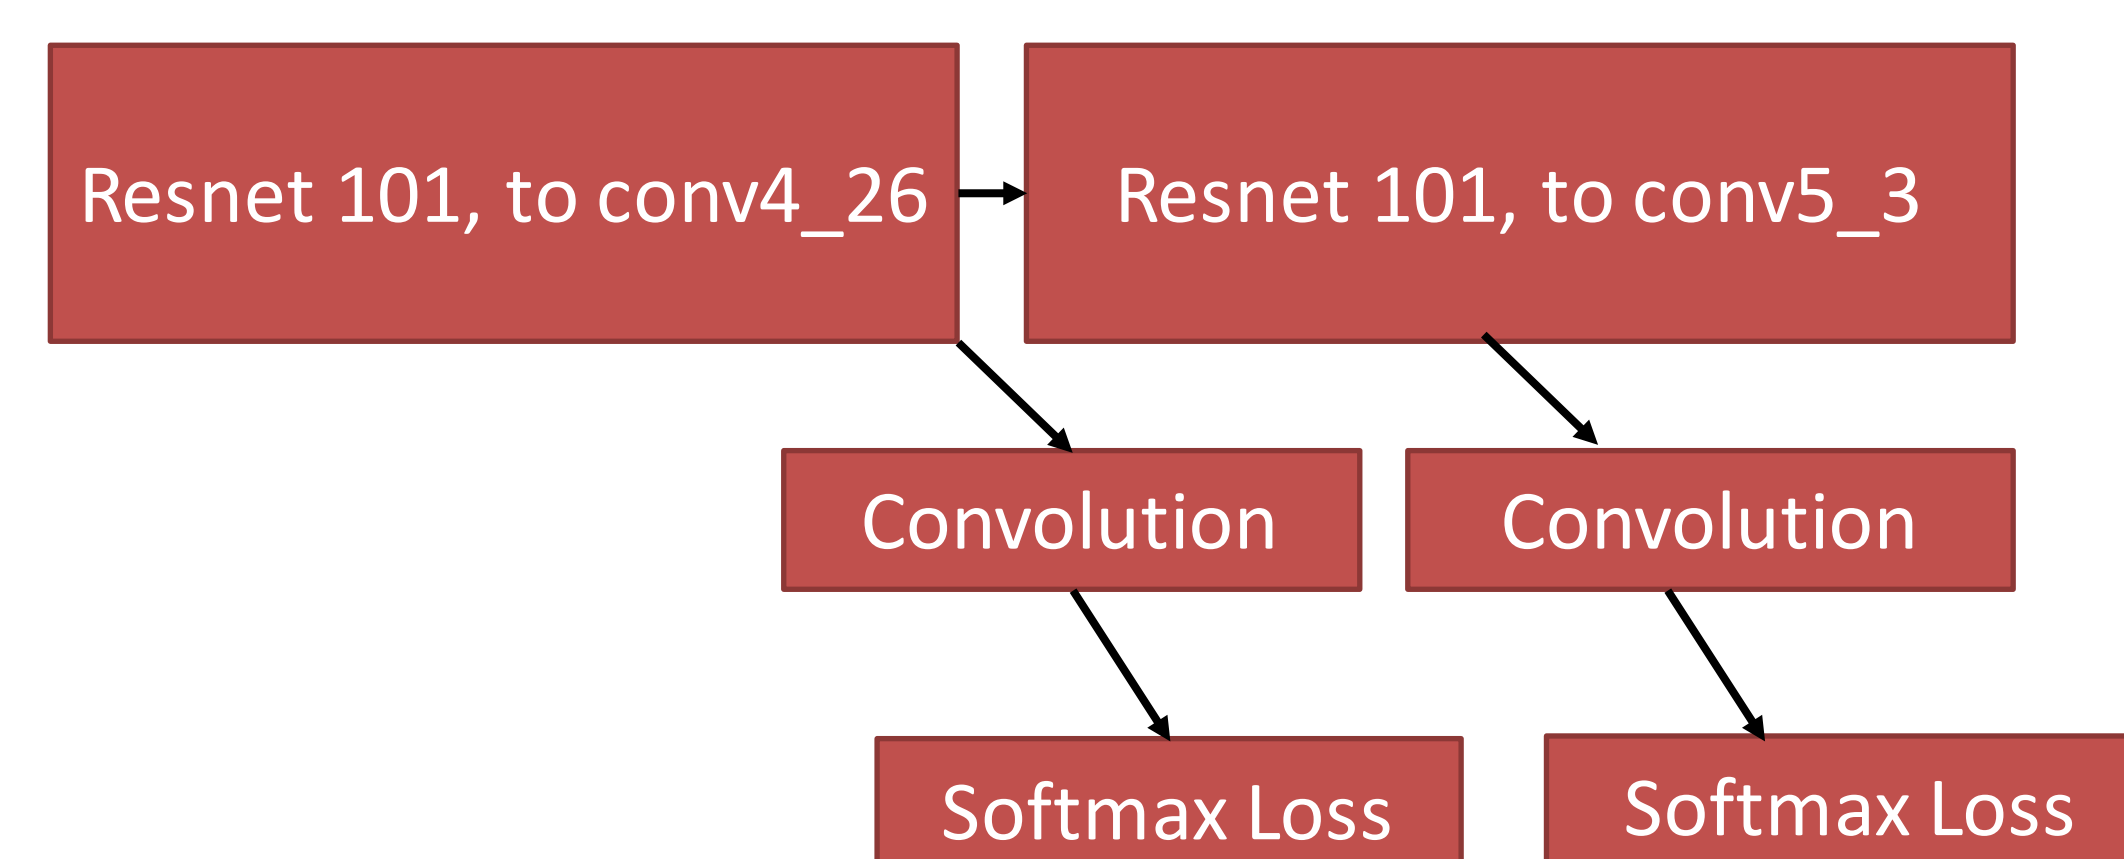 Resnet 101, to conv4_26
Resnet 101, to conv5_3
Convolution
Convolution
Softmax Loss
Softmax Loss